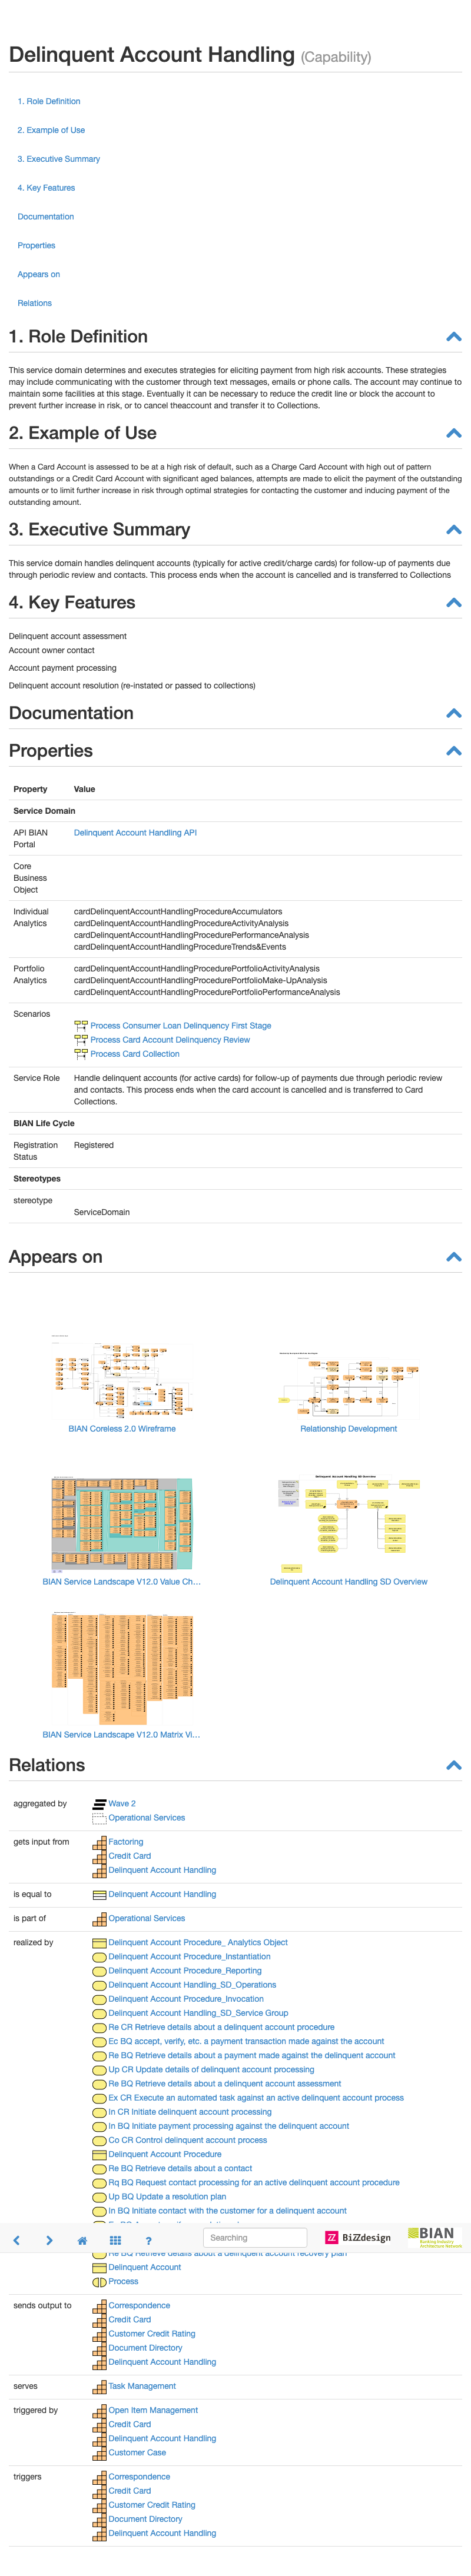 Delinquent Account Handling (Capability)
1. Role Definition
2. Example of Use
3. Executive Summary
4. Key Features
Documentation
Properties
Appears on
Relations
1. Role Definition
This service domain determines and executes strategies for eliciting payment from high risk accounts. These strategies
may include communicating with the customer through text messages, emails or phone calls. The account may continue to
maintain some facilities at this stage. Eventually it can be necessary to reduce the credit line or block the account to
prevent further increase in risk, or to cancel theaccount and transfer it to Collections.
2. Example of Use
When a Card Account is assessed to be at a high risk of default, such as a Charge Card Account with high out of pattern
outstandings or a Credit Card Account with significant aged balances, attempts are made to elicit the payment of the outstanding
amounts or to limit further increase in risk through optimal strategies for contacting the customer and inducing payment of the
outstanding amount.
3. Executive Summary
This service domain handles delinquent accounts (typically for active credit/charge cards) for follow-up of payments due
through periodic review and contacts. This process ends when the account is cancelled and is transferred to Collections
4. Key Features
Delinquent account assessment
Account owner contact
Account payment processing
Delinquent account resolution (re-instated or passed to collections)
Documentation
Properties
Property Value
Service Domain
API BIAN Delinquent Account Handling API
Portal
Core
Business
Object
Individual cardDelinquentAccountHandlingProcedureAccumulators
Analytics cardDelinquentAccountHandlingProcedureActivityAnalysis
cardDelinquentAccountHandlingProcedurePerformanceAnalysis
cardDelinquentAccountHandlingProcedureTrends&Events
Portfolio cardDelinquentAccountHandlingProcedurePortfolioActivityAnalysis
Analytics cardDelinquentAccountHandlingProcedurePortfolioMake-UpAnalysis
cardDelinquentAccountHandlingProcedurePortfolioPerformanceAnalysis
Scenarios
Process Consumer Loan Delinquency First Stage
Process Card Account Delinquency Review
Process Card Collection
Service Role Handle delinquent accounts (for active cards) for follow-up of payments due through periodic review
and contacts. This process ends when the card account is cancelled and is transferred to Card
Collections.
BIAN Life Cycle
Registration Registered
Status
Stereotypes
stereotype
ServiceDomain
Appears on
BIAN Coreless 2.0 Wireframe
Relationship Development
Delinquent Account Handling SD Overview
BIAN Service Landscape V12.0 Value Ch...
Delinquent Account Handling SD Overview
BIAN Service Landscape V12.0 Matrix Vi...
Relations
aggregated by Wave 2
Operational Services
gets input from Factoring
Credit Card
Delinquent Account Handling
is equal to Delinquent Account Handling
is part of Operational Services
realized by Delinquent Account Procedure_ Analytics Object
Delinquent Account Procedure_Instantiation
Delinquent Account Procedure_Reporting
Delinquent Account Handling_SD_Operations
Delinquent Account Procedure_Invocation
Delinquent Account Handling_SD_Service Group
Re CR Retrieve details about a delinquent account procedure
Ec BQ accept, verify, etc. a payment transaction made against the account
Re BQ Retrieve details about a payment made against the delinquent account
Up CR Update details of delinquent account processing
Re BQ Retrieve details about a delinquent account assessment
Ex CR Execute an automated task against an active delinquent account process
In CR Initiate delinquent account processing
In BQ Initiate payment processing against the delinquent account
Co CR Control delinquent account process
Delinquent Account Procedure
Re BQ Retrieve details about a contact
Rq BQ Request contact processing for an active delinquent account procedure
Up BQ Update a resolution plan
In BQ Initiate contact with the customer for a delinquent account
? Searching BiZZdesign BIAN
Banking Industry
Architecture Network
Re BQ Retrieve details about a delinquent account recovery plan
Delinquent Account
Process
sends output to Correspondence
Credit Card
Customer Credit Rating
Document Directory
Delinquent Account Handling
serves Task Management
triggered by Open Item Management
Credit Card
Delinquent Account Handling
Customer Case
triggers Correspondence
Credit Card
Customer Credit Rating
Document Directory
Delinquent Account Handling